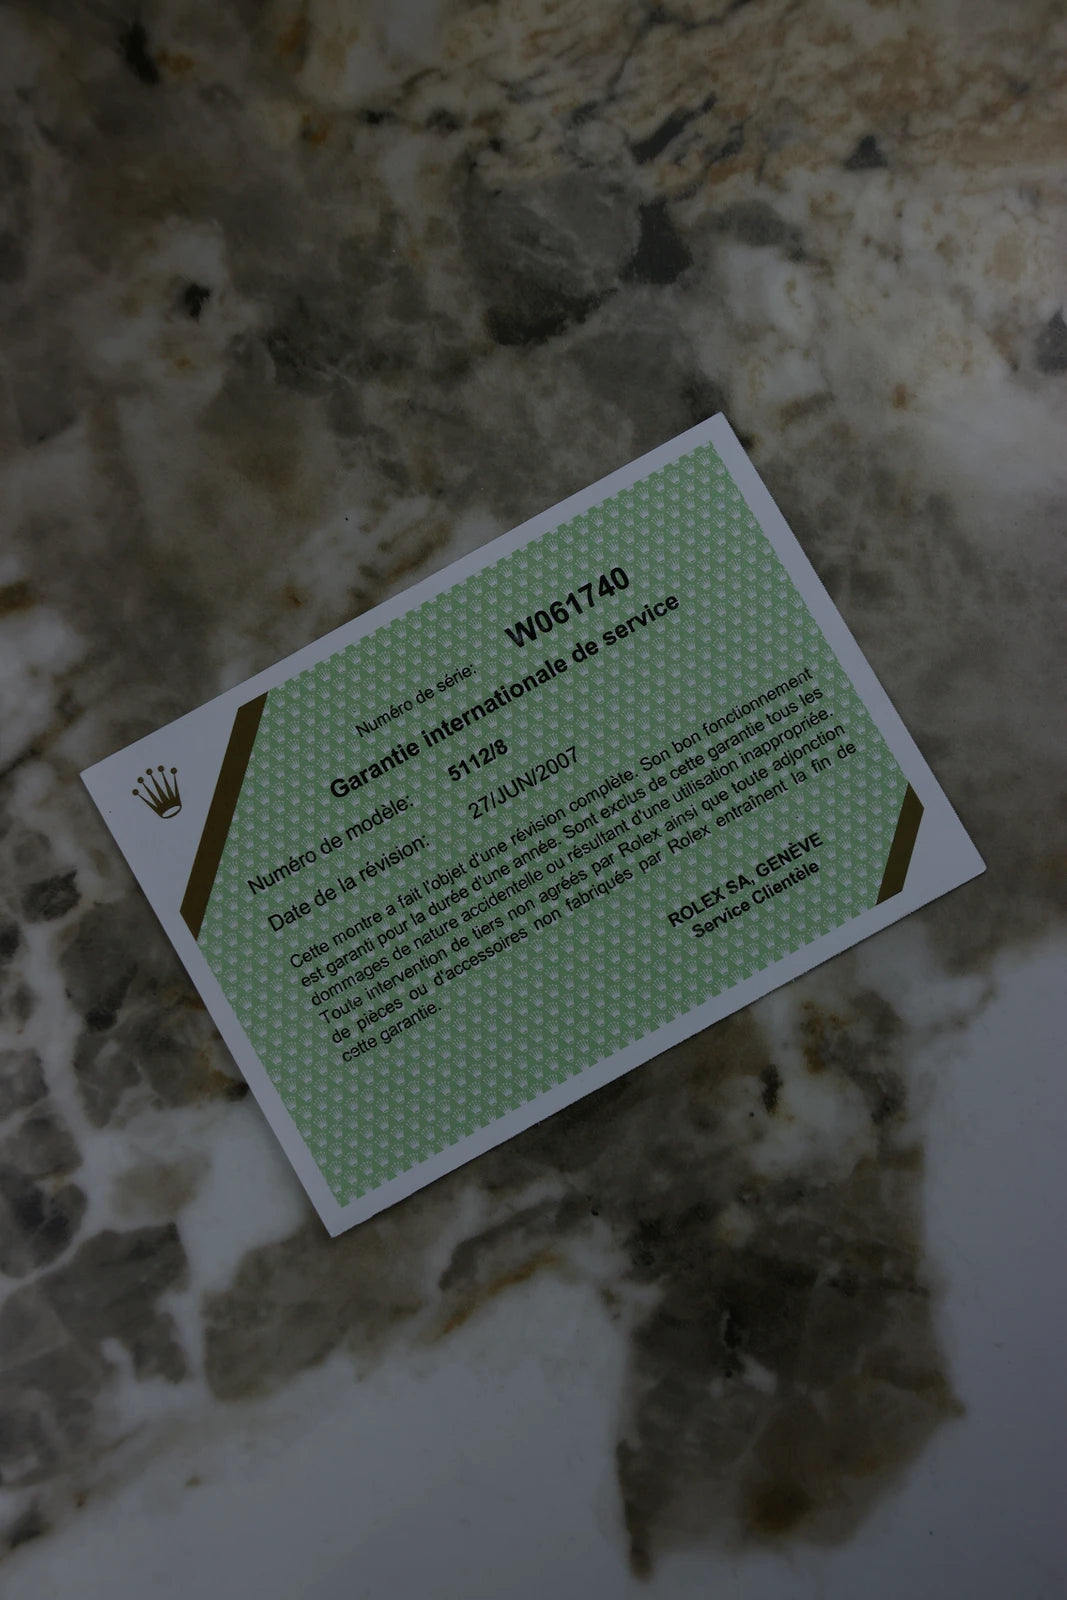 Numéro de série: W061740
Garantie internationale de service
Numéro de modèle: 5112/8
Date de la révision: 27/JUN/2007
Cette montre a fait l'objet d'une révision complète. Son bon fonctionnement
est garanti pour la durée d'une année. Sont exclus de cette garantie tous les
dommages de nature accidentelle ou résultant d'une utilisation inappropriée.
Toute intervention de tiers non agréés par Rolex ainsi que toute adjonction
de pièces ou d'accessoires non fabriqués par Rolex entraînent la fin de
cette garantie.
ROLEX SA, GENÈVE
Service Clientèle